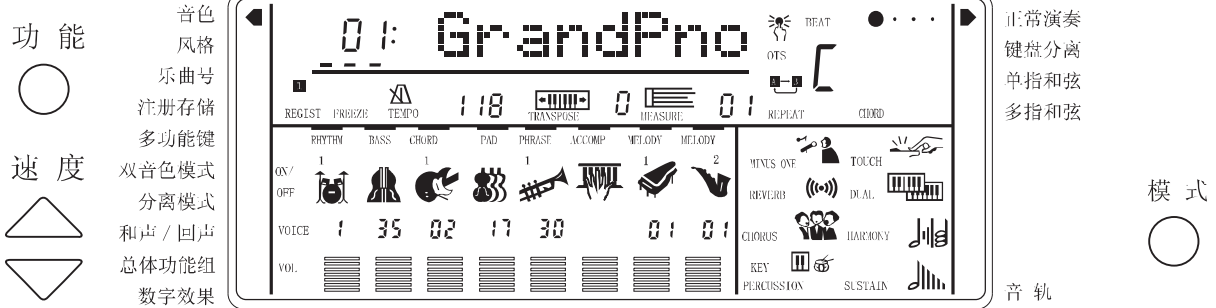 功 能
速 度
音色
风格
乐曲号
注册存储
多功能键
双音色模式
分离模式
和声 / 回声
总体功能组
数字效果
01: GrandPno
OTS
BEAT
C
1
A-B
REGIST FREEZE TEMPO 118 TRANSPOSE 0 MEASURE 01 REPEAT CHORD
RHYTHM BASS CHORD PAD PHRASE ACCOMP MELODY MELODY
ON/
OFF
1 1 1 1 2
VOICE 1 35 02 17 30 01 01
VOL.
MINUS ONE TOUCH
REVERB DUAL
CHORUS HARMONY
KEY
PERCUSSION SUSTAIN
正常演奏
键盘分离
单指和弦
多指和弦
音 轨
模 式